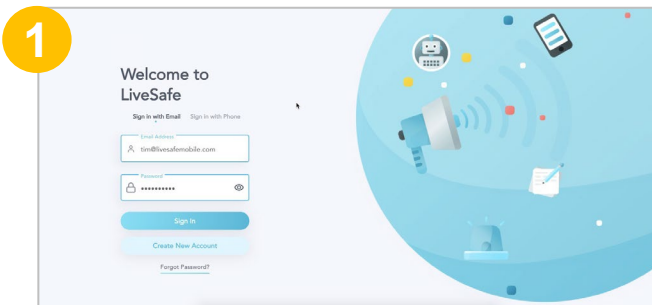 1
Welcome to
LiveSafe
Sign in with Email Sign in with Phone
Email Address
tim@livesafemobile.com
Password
••••••••••
Sign in
Create New Account
Forgot Password?